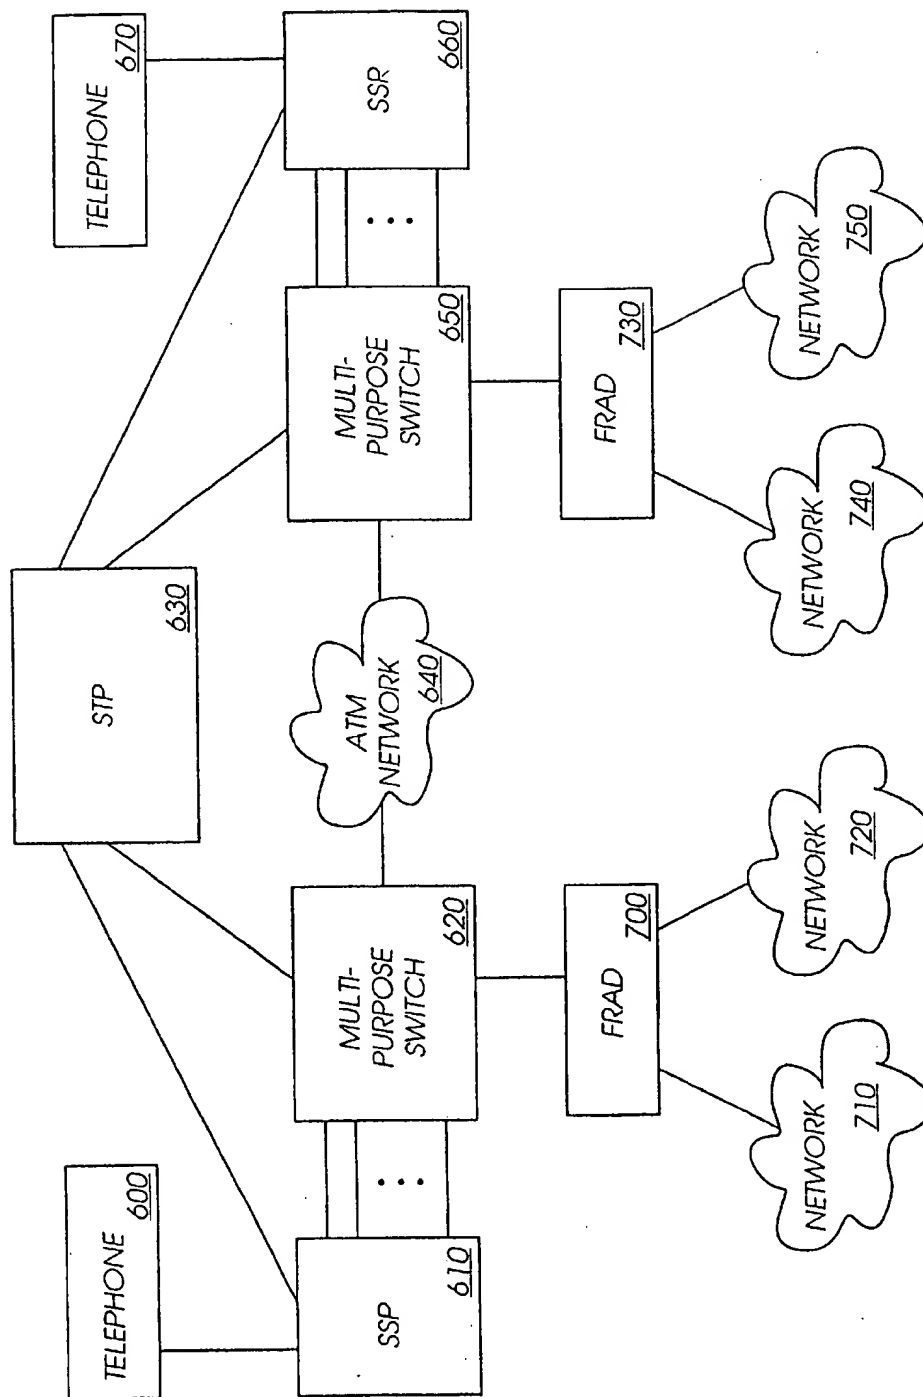 TELEPHONE
600
SSP
610
MULTI-
PURPOSE
SWITCH
620
STP
630
ATM
NETWORK
640
MULTI-
PURPOSE
SWITCH
650
SSR
660
TELEPHONE
670
FRAD
700
NETWORK
710
NETWORK
720
FRAD
730
NETWORK
740
NETWORK
750